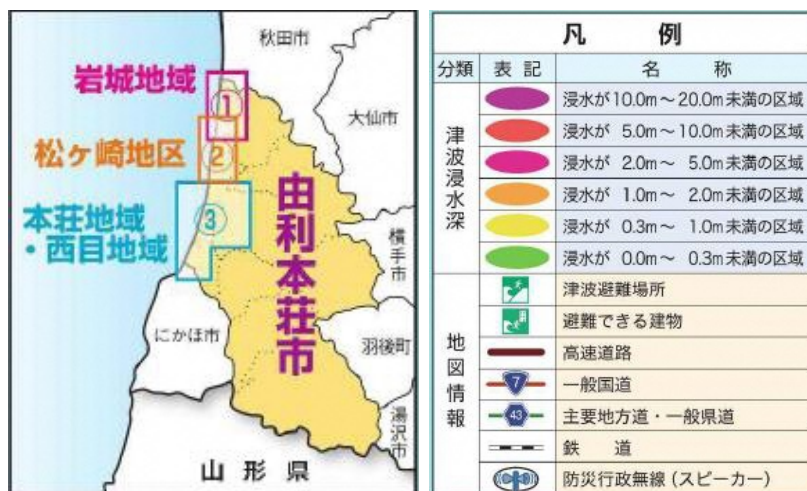 秋田市
岩城地域
①
大仙市
松ヶ崎地区
②
由利本荘市
本荘地域
・西目地域
③
横手市
にかほ市
羽後町
湯沢市
山形県
凡 例
分類 表記 名 称
津波浸水深
浸水が 10.0m～20.0m未満の区域
浸水が 5.0m～10.0m未満の区域
浸水が 2.0m～ 5.0m未満の区域
浸水が 1.0m～ 2.0m未満の区域
浸水が 0.3m～ 1.0m未満の区域
浸水が 0.0m～ 0.3m未満の区域
地図情報
津波避難場所
避難できる建物
高速道路
7 一般国道
43 主要地方道・一般県道
鉄 道
防災行政無線(スピーカー)